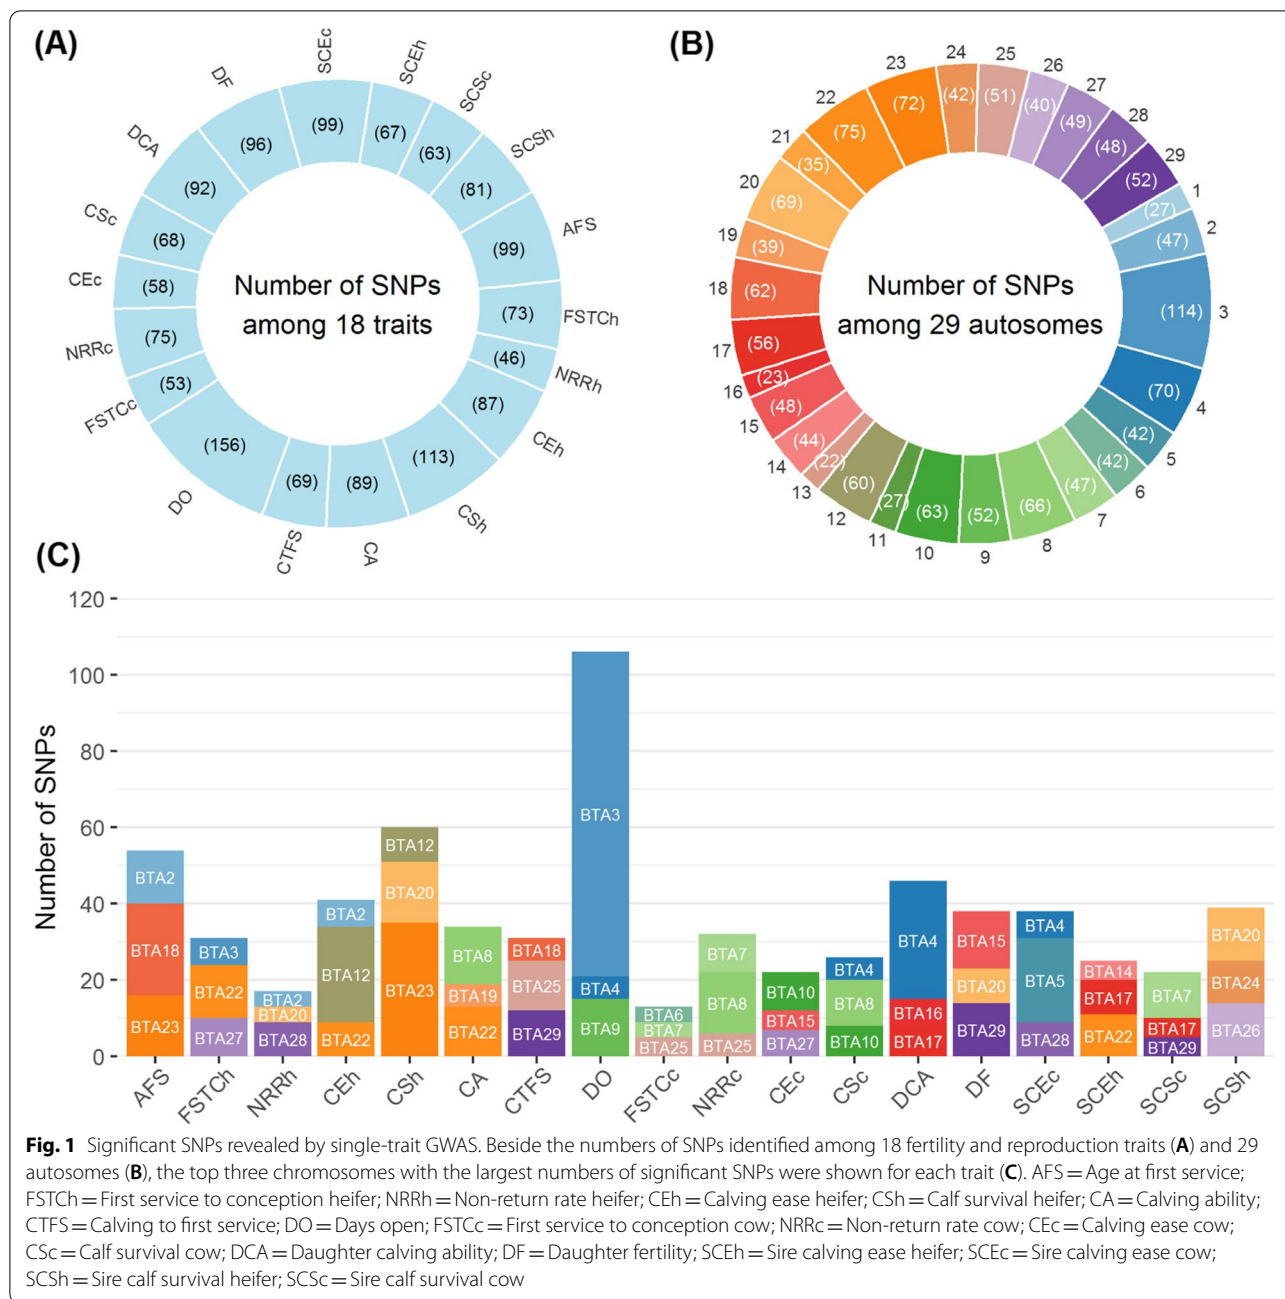 (A)
SCEc
(99)
SCEh
(67)
SCSc
(63)
SCSh
(81)
AFS
(99)
FSTCh
(73)
NRRh
(46)
CEh
(87)
CSh
(113)
CA
(89)
CTFS
(69)
DO
(156)
FSTCc
(53)
NRRc
(75)
CEc
(58)
CSc
(68)
DCA
(92)
DF
(96)
Number of SNPs
among 18 traits
(B)
1
(27)
2
(47)
3
(114)
4
(70)
5
(42)
6
(42)
7
(47)
8
(66)
9
(52)
10
(63)
11
(27)
12
(60)
13
(22)
14
(44)
15
(48)
16
(23)
17
(56)
18
(62)
19
(39)
20
(69)
21
(35)
22
(75)
23
(72)
24
(42)
25
(51)
26
(40)
27
(49)
28
(48)
29
(52)
Number of SNPs
among 29 autosomes
(C)
Number of SNPs
120
100
80
60
40
20
0
BTA2
BTA18
BTA23
BTA3
BTA22
BTA27
BTA2
BTA20
BTA28
BTA2
BTA12
BTA22
BTA12
BTA20
BTA23
BTA8
BTA19
BTA22
BTA18
BTA25
BTA29
BTA3
BTA4
BTA9
BTA6
BTA7
BTA25
BTA7
BTA8
BTA25
BTA10
BTA15
BTA27
BTA4
BTA8
BTA10
BTA4
BTA16
BTA17
BTA15
BTA20
BTA29
BTA4
BTA5
BTA28
BTA14
BTA17
BTA22
BTA7
BTA17
BTA29
BTA20
BTA24
BTA26
AFS
FSTCh
NRRh
CEh
CSh
CA
CTFS
DO
FSTCc
NRRc
CEc
CSc
DCA
DF
SCEc
SCEh
SCSc
SCSh
Fig. 1 Significant SNPs revealed by single-trait GWAS. Beside the numbers of SNPs identified among 18 fertility and reproduction traits (A) and 29
autosomes (B), the top three chromosomes with the largest numbers of significant SNPs were shown for each trait (C). AFS = Age at first service;
FSTCh = First service to conception heifer; NRRh = Non-return rate heifer; CEh = Calving ease heifer; CSh = Calf survival heifer; CA = Calving ability;
CTFS = Calving to first service; DO = Days open; FSTCc = First service to conception cow; NRRc = Non-return rate cow; CEc = Calving ease cow;
CSc = Calf survival cow; DCA = Daughter calving ability; DF = Daughter fertility; SCEh = Sire calving ease heifer; SCEc = Sire calving ease cow;
SCSh = Sire calf survival heifer; SCSc = Sire calf survival cow